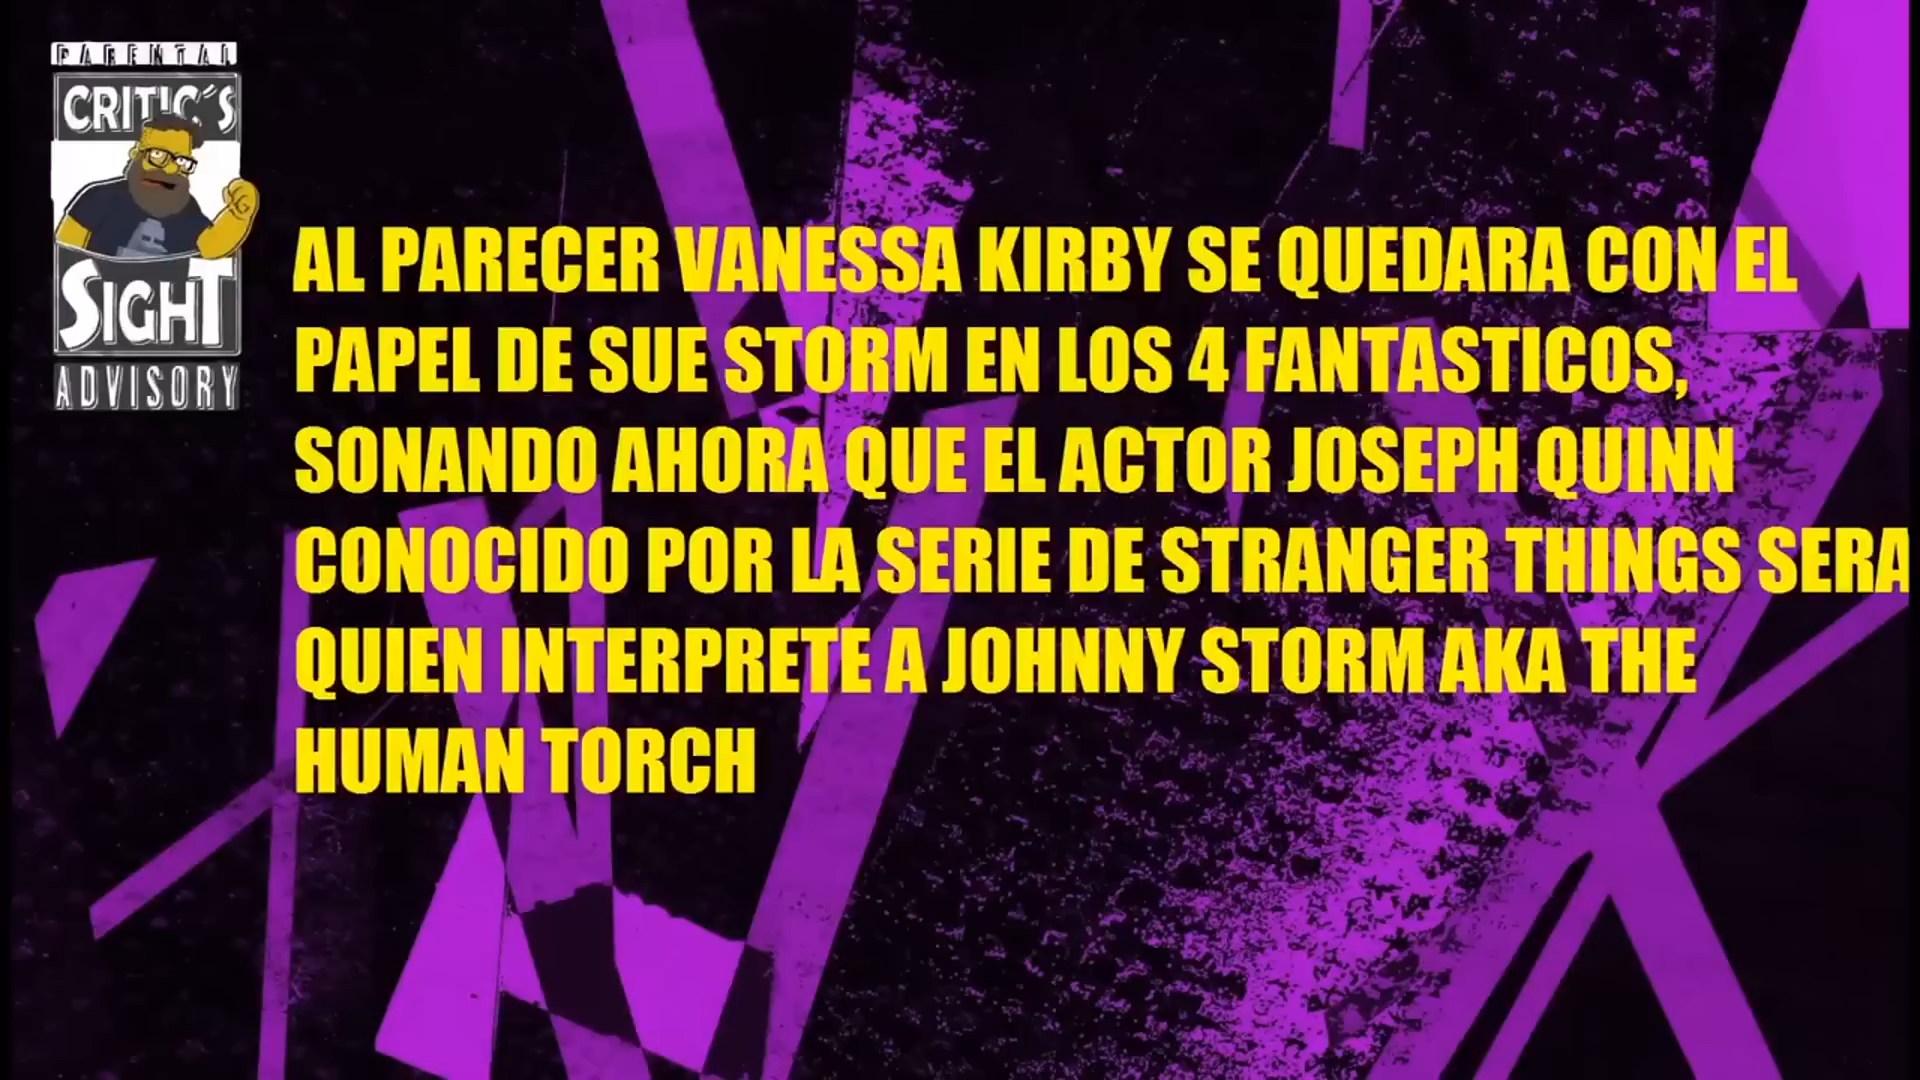 PARENTAL
CRITIC´S
SIGHT
ADVISORY
AL PARECER VANESSA KIRBY SE QUEDARA CON EL
PAPEL DE SUE STORM EN LOS 4 FANTASTICOS,
SONANDO AHORA QUE EL ACTOR JOSEPH QUINN
CONOCIDO POR LA SERIE DE STRANGER THINGS SERA
QUIEN INTERPRETE A JOHNNY STORM AKA THE
HUMAN TORCH